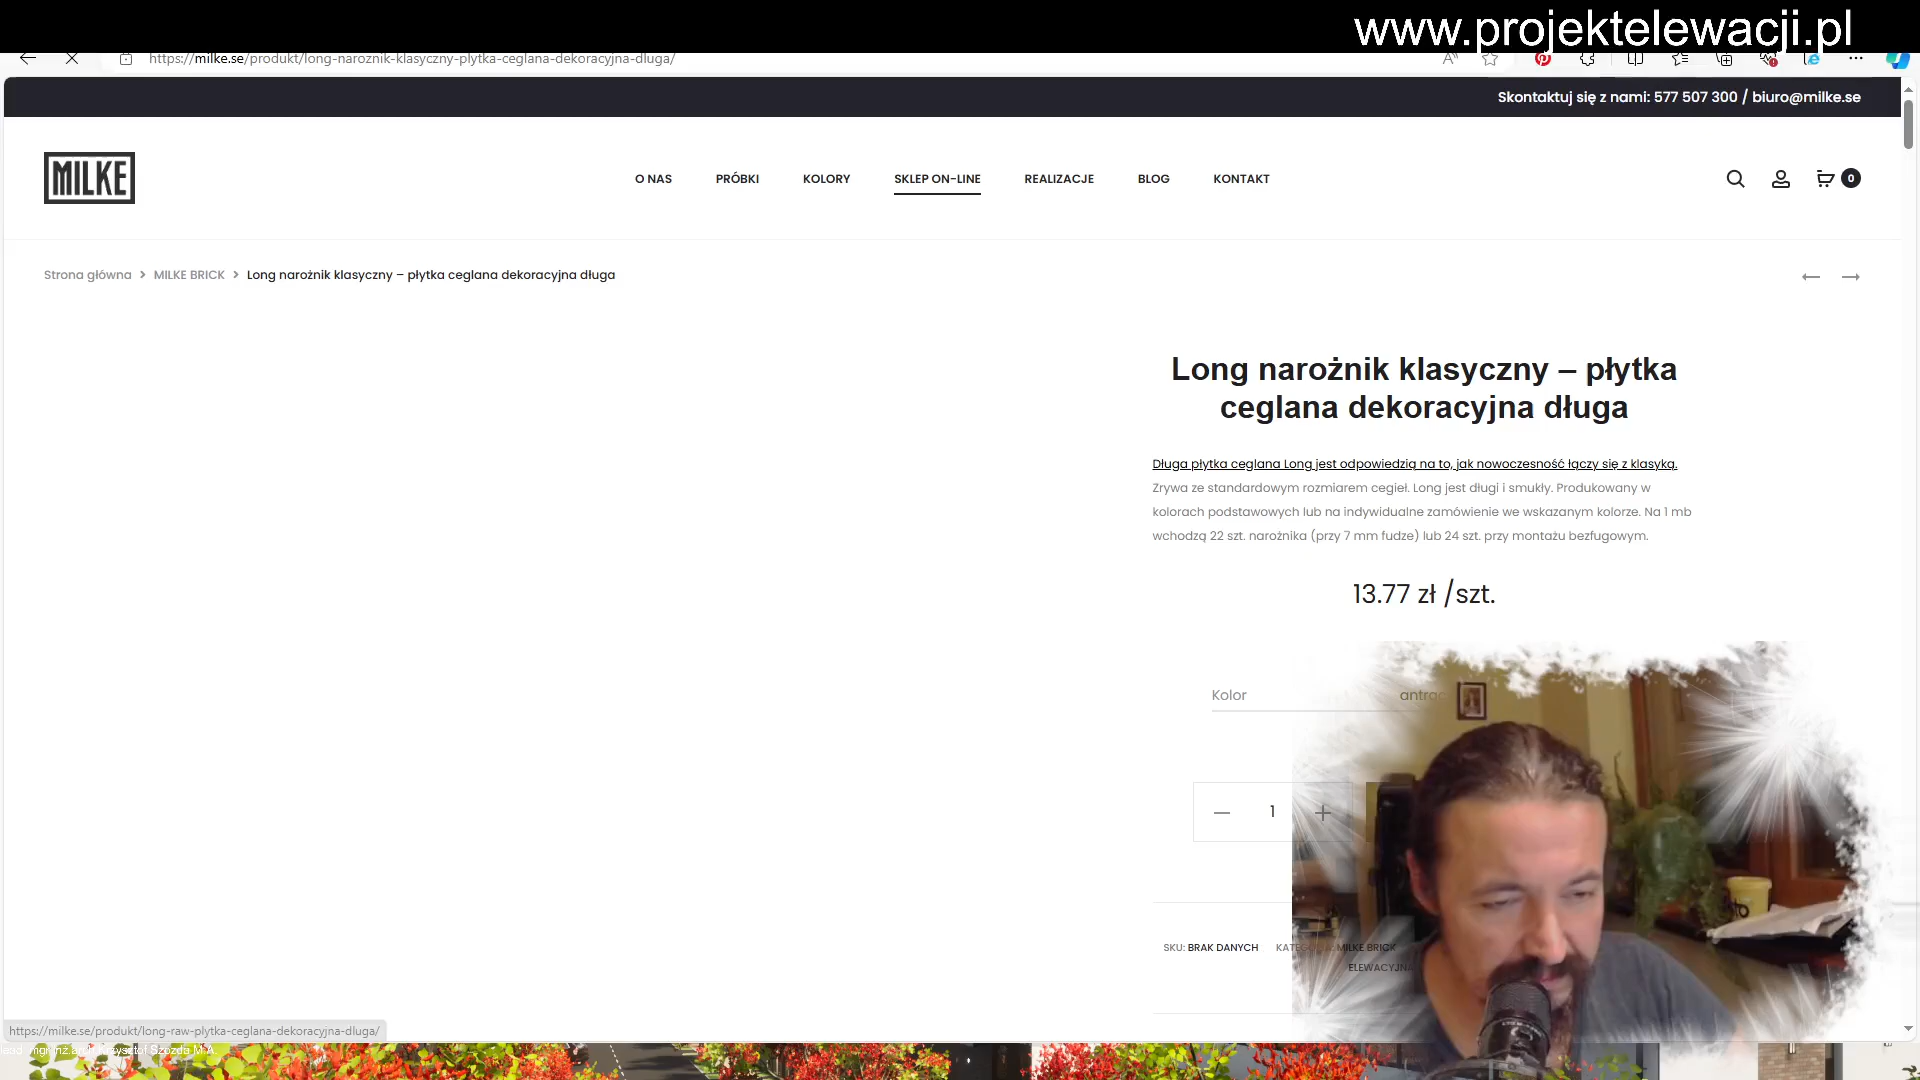 www.projektelewacji.pl
https://milke.se/produkt/long-naroznik-klasyczny-plytka-ceglana-dekoracyjna-dluga/
Skontaktuj się z nami: 577 507 300 / biuro@milke.se
MILKE
O NAS PRÓBKI KOLORY SKLEP ON-LINE REALIZACJE BLOG KONTAKT
0
Strona główna > MILKE BRICK > Long narożnik klasyczny – płytka ceglana dekoracyjna długa
Long narożnik klasyczny – płytka
ceglana dekoracyjna długa
Długa płytka ceglana Long jest odpowiedzią na to, jak nowoczesność łączy się z klasyką.
Zrywa ze standardowym rozmiarem cegieł. Long jest długi i smukły. Produkowany w
kolorach podstawowych lub na indywidualne zamówienie we wskazanym kolorze. Na 1 mb
wchodzą 22 szt. narożnika (przy 7 mm fudze) lub 24 szt. przy montażu bezfugowym.
13.77 zł /szt.
Kolor
1
SKU: BRAK DANYCH MILKE BRICK
ELEWACYJNA
https://milke.se/produkt/long-raw-plytka-ceglana-dekoracyjna-dluga/
Krzysztof Szozda M.A.